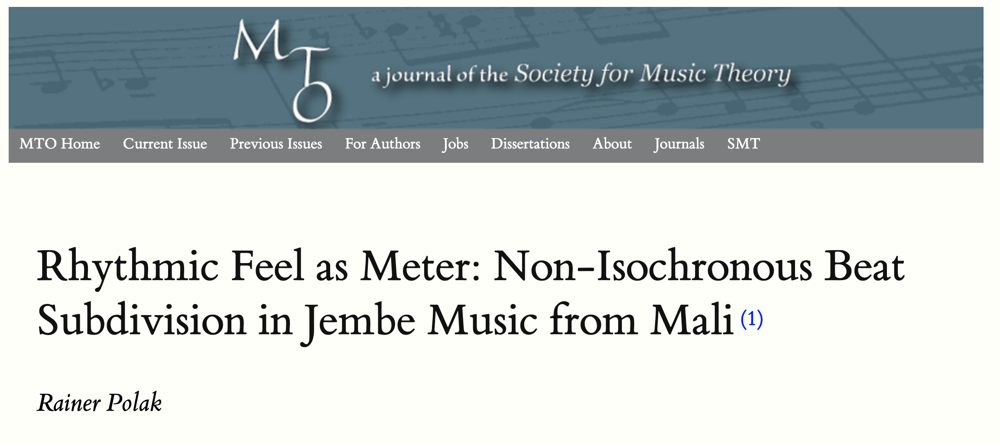 MTO
a journal of the Society for Music Theory
MTO Home Current Issue Previous Issues For Authors Jobs Dissertations About Journals SMT
Rhythmic Feel as Meter: Non-Isochronous Beat
Subdivision in Jembe Music from Mali (1)
Rainer Polak